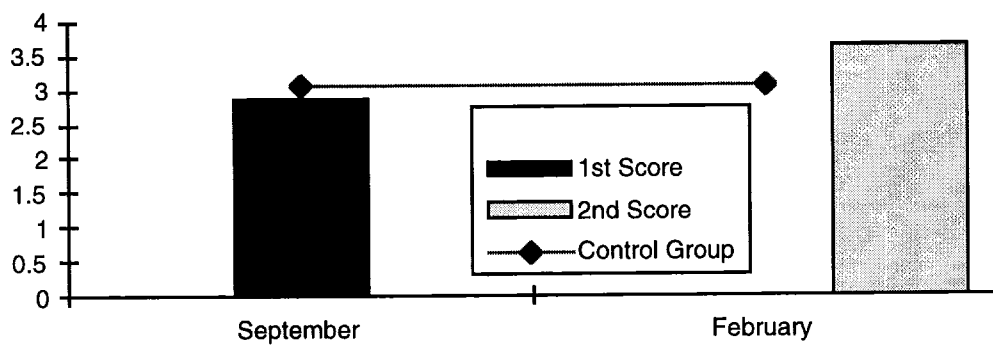 4
3.5
3
2.5
2
1.5
1
0.5
0
1st Score
2nd Score
Control Group
September
February